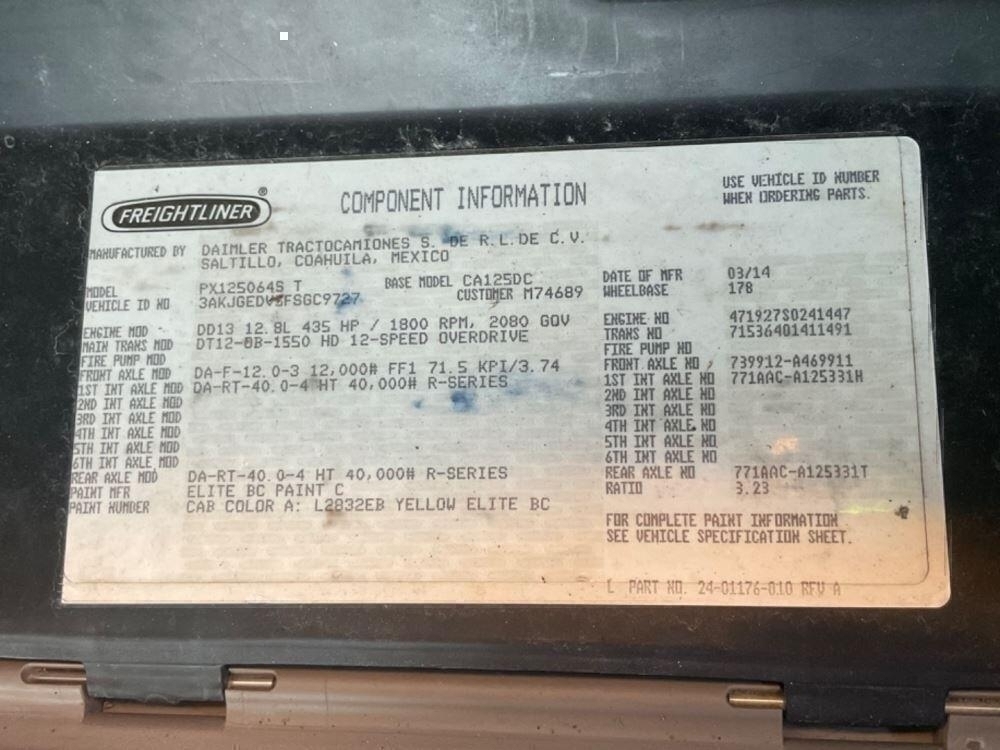 FREIGHTLINER ®
COMPONENT INFORMATION
USE VEHICLE ID NUMBER
WHEN ORDERING PARTS.
MANUFACTURED BY DAIMLER TRACTOCAMIONES S. DE R.L.DE C.V.
SALTILLO, COAHUILA, MEXICO
MODEL PX125064S T BASE MODEL CA125DC
VEHICLE ID NO CUSTOMER M74689
DATE OF MFR 03/14
WHEELBASE 178
ENGINE MOD DD13 12.8L 435 HP / 1800 RPM, 2080 GOV
MAIN TRANS MOD DT12-OB-1550 HD 12-SPEED OVERDRIVE
FIRE PUMP MOD
FRONT AXLE MOD DA-F-12.0-3 12,000# FF1 71.5 KPI/3.74
1ST INT AXLE MOD DA-RT-40.0-4 HT 40,000# R-SERIES
2ND INT AXLE MOD
3RD INT AXLE MOD
4TH INT AXLE MOD
5TH INT AXLE MOD
6TH INT AXLE MOD
REAR AXLE MOD DA-RT-40.0-4 HT 40,000# R-SERIES
PAINT MFR ELITE BC PAINT C
PAINT NUMBER CAB COLOR A: L2832EB YELLOW ELITE BC
ENGINE NO 471927S0241447
TRANS NO 71536401411491
FIRE PUMP NO
FRONT AXLE NO 739912-A469911
1ST INT AXLE NO 771AAC-A125331H
2ND INT AXLE NO
3RD INT AXLE NO
4TH INT AXLE NO
5TH INT AXLE NO
6TH INT AXLE NO
REAR AXLE NO 771AAC-A125331T
RATIO 3.23
FOR COMPLETE PAINT INFORMATION
SEE VEHICLE SPECIFICATION SHEET.
L PART NO. 24-01176-010 REV A